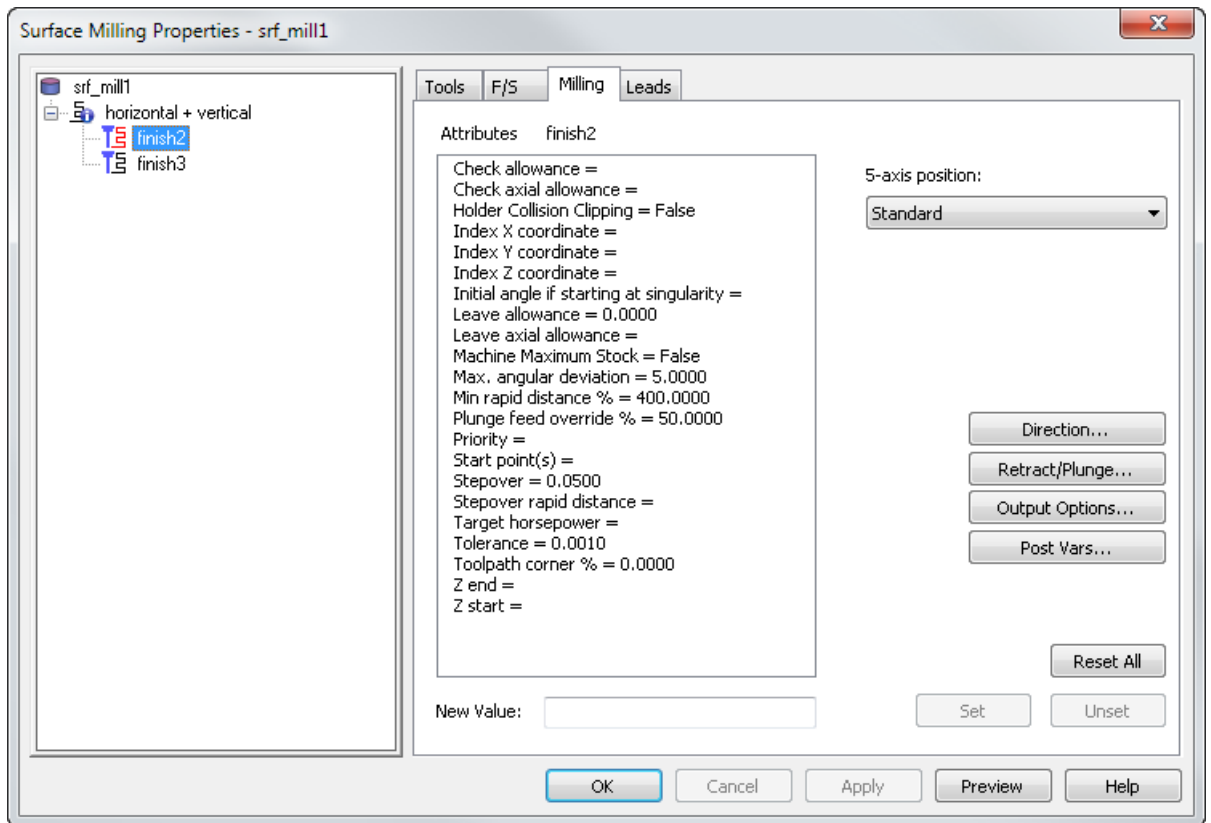 Surface Milling Properties - srf_mill1
srf_mill1
horizontal + vertical
finish2
finish3
Tools F/S Milling Leads
Attributes finish2
Check allowance =
Check axial allowance =
Holder Collision Clipping = False
Index X coordinate =
Index Y coordinate =
Index Z coordinate =
Initial angle if starting at singularity =
Leave allowance = 0.0000
Leave axial allowance =
Machine Maximum Stock = False
Max. angular deviation = 5.0000
Min rapid distance % = 400.0000
Plunge feed override % = 50.0000
Priority =
Start point(s) =
Stepover = 0.0500
Stepover rapid distance =
Target horsepower =
Tolerance = 0.0010
Toolpath corner % = 0.0000
Z end =
Z start =
5-axis position:
Standard
Direction...
Retract/Plunge...
Output Options...
Post Vars...
Reset All
New Value:
Set Unset
OK Cancel Apply Preview Help